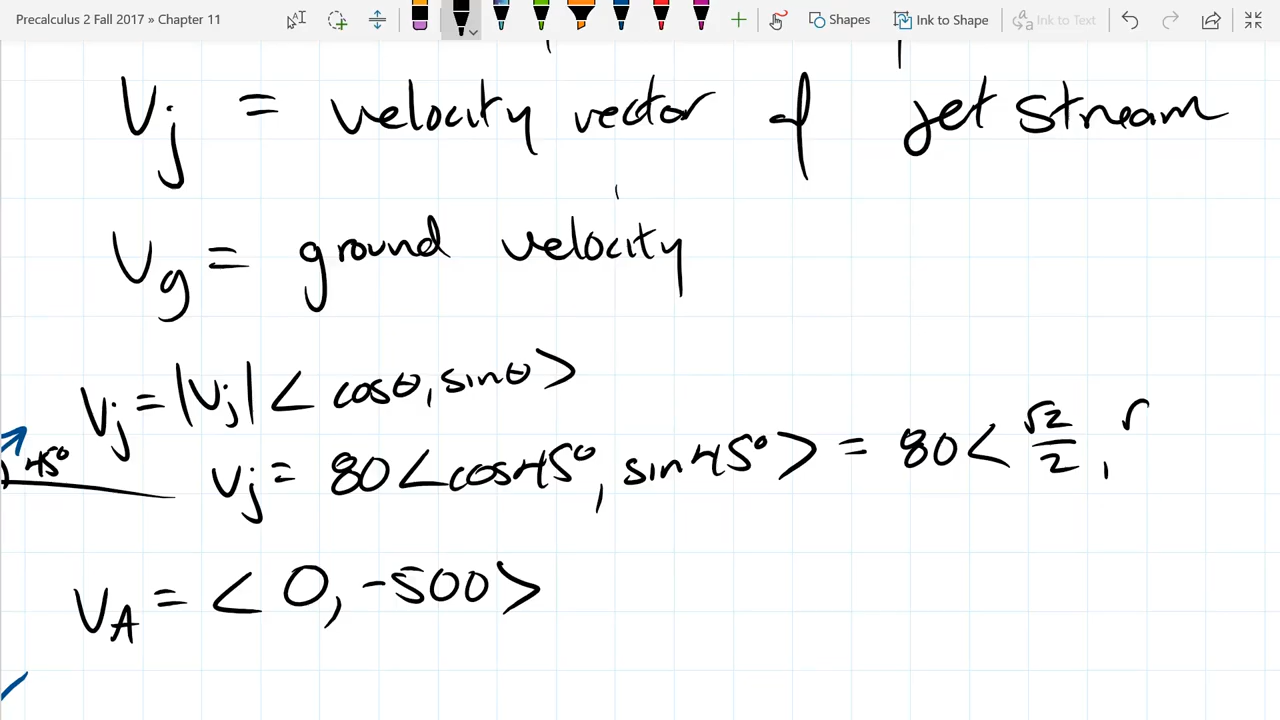 Precalculus 2 Fall 2017 » Chapter 11
Shapes
Ink to Shape
Ink to Text
Vj = velocity vector of jet stream
Vg = ground velocity
Vj = |Vj| < cosθ, sinθ >
45°
Vj = 80 < cos45°, sin45° > = 80 < √2/2, √
VA = < 0, -500 >